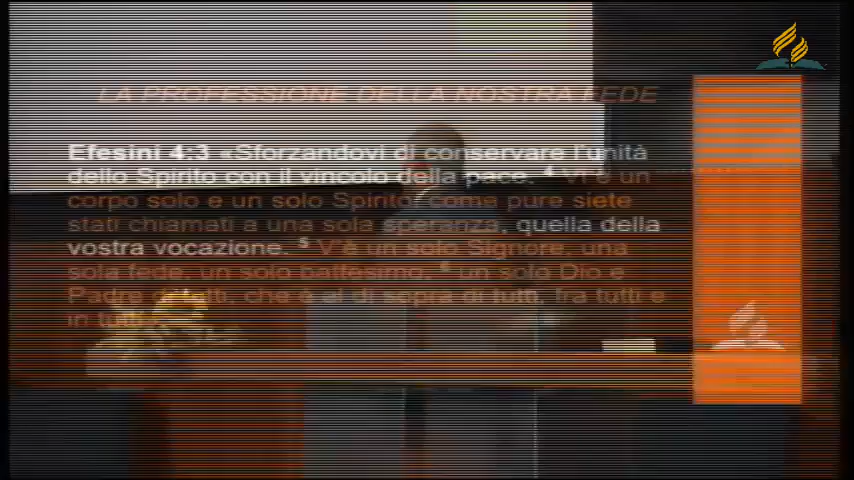 LA PROFESSIONE DELLA NOSTRA FEDE
Efesini 4:3 «Sforzandovi di conservare l'unità
dello Spirito con il vincolo della pace. 4 Vi è un
corpo solo e un solo Spirito, come pure siete
stati chiamati a una sola speranza, quella della
vostra vocazione. 5 V'è un solo Signore, una
sola fede, un solo battesimo, 6 un solo Dio e
Padre di tutti, che è al di sopra di tutti, fra tutti e
in tutti